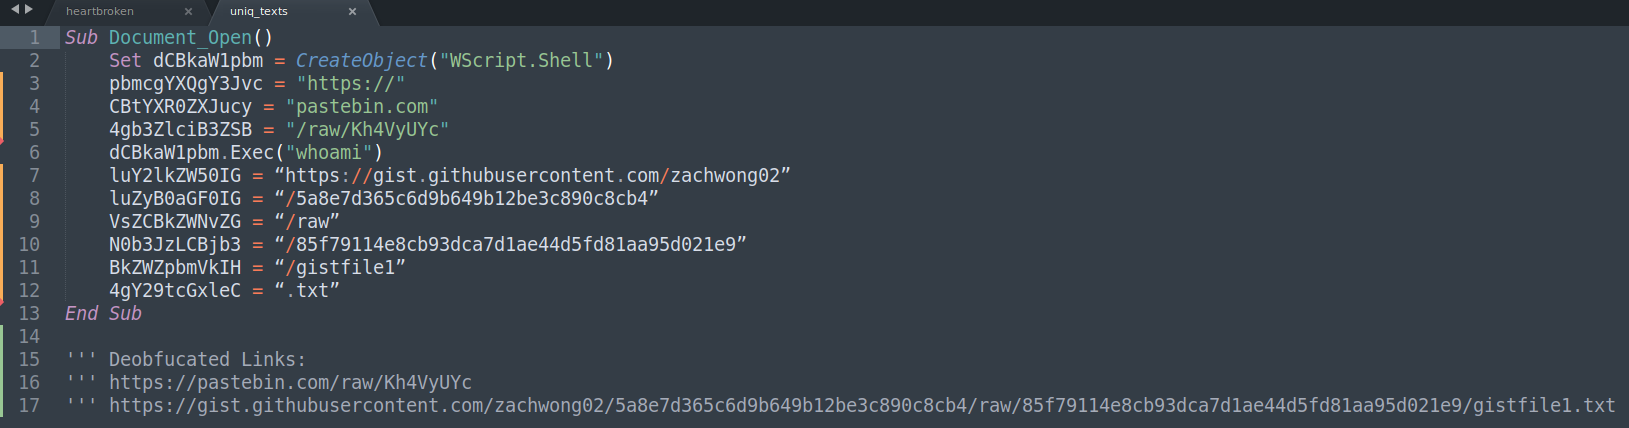 heartbroken × uniq_texts ×
1 Sub Document_Open()
2 Set dCBkaW1pbm = CreateObject("WScript.Shell")
3 pbmcgYXQgY3Jvc = "https://"
4 CBtYXR0ZXJucy = "pastebin.com"
5 4gb3ZlciB3ZSB = "/raw/Kh4VyUYc"
6 dCBkaW1pbm.Exec("whoami")
7 luY2lkZW50IG = “https://gist.githubusercontent.com/zachwong02”
8 luZyB0aGF0IG = “/5a8e7d365c6d9b649b12be3c890c8cb4”
9 VsZCBkZWNvZG = “/raw”
10 N0b3JzLCBjb3 = “/85f79114e8cb93dca7d1ae44d5fd81aa95d021e9”
11 BkZWZpbmVkIH = “/gistfile1”
12 4gY29tcGxleC = “.txt”
13 End Sub
14
15 ''' Deobfucated Links:
16 ''' https://pastebin.com/raw/Kh4VyUYc
17 ''' https://gist.githubusercontent.com/zachwong02/5a8e7d365c6d9b649b12be3c890c8cb4/raw/85f79114e8cb93dca7d1ae44d5fd81aa95d021e9/gistfile1.txt